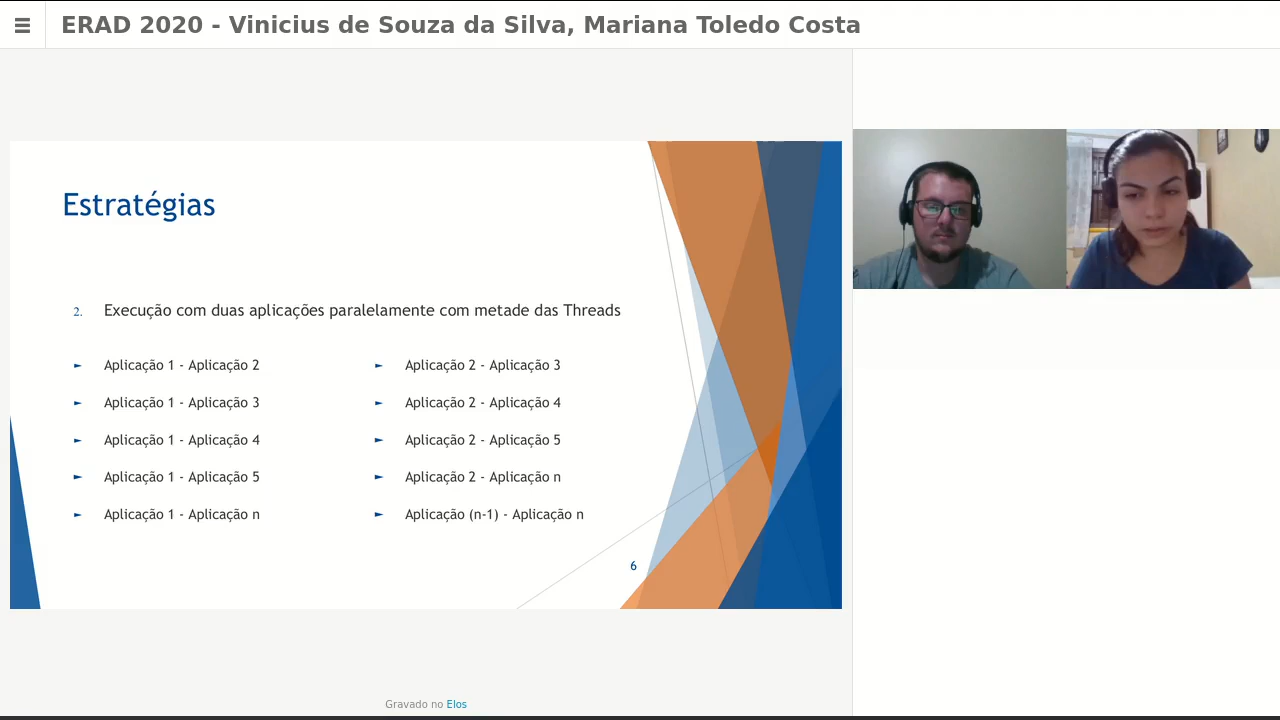 ERAD 2020 - Vinicius de Souza da Silva, Mariana Toledo Costa
Estratégias
2. Execução com duas aplicações paralelamente com metade das Threads
► Aplicação 1 - Aplicação 2
► Aplicação 1 - Aplicação 3
► Aplicação 1 - Aplicação 4
► Aplicação 1 - Aplicação 5
► Aplicação 1 - Aplicação n
► Aplicação 2 - Aplicação 3
► Aplicação 2 - Aplicação 4
► Aplicação 2 - Aplicação 5
► Aplicação 2 - Aplicação n
► Aplicação (n-1) - Aplicação n
6
Gravado no Elos